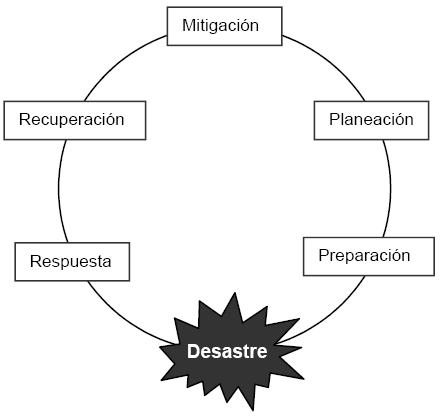 Mitigación
Recuperación
Planeación
Respuesta
Preparación
Desastre